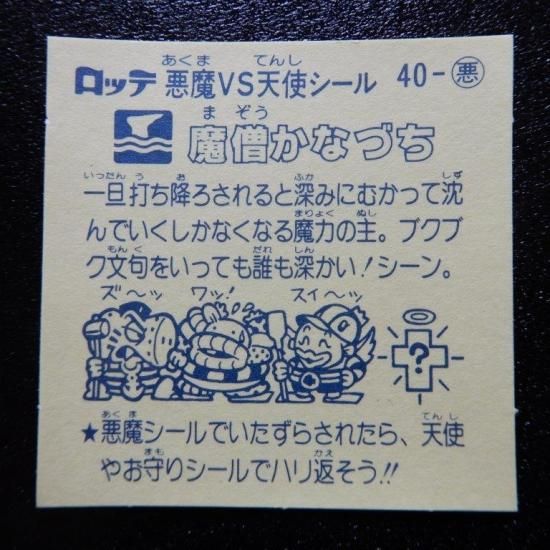 あくま てんし
ロッテ 悪魔VS天使シール 40-悪
まぞう
魔僧かなづち
いったんう お ふか しず
一旦打ち降ろされると深みにむかって沈
まりょく ぬし
んでいくしかなくなる魔力の主。ブクブ
もんく だれ しん
ク文句をいっても誰も深かい!シーン。
ズ〜ッ ワッ! スイ〜ッ
?
あくま てんし
★悪魔シールでいたずらされたら、天使
まも かえ
やお守りシールでハリ返そう!!